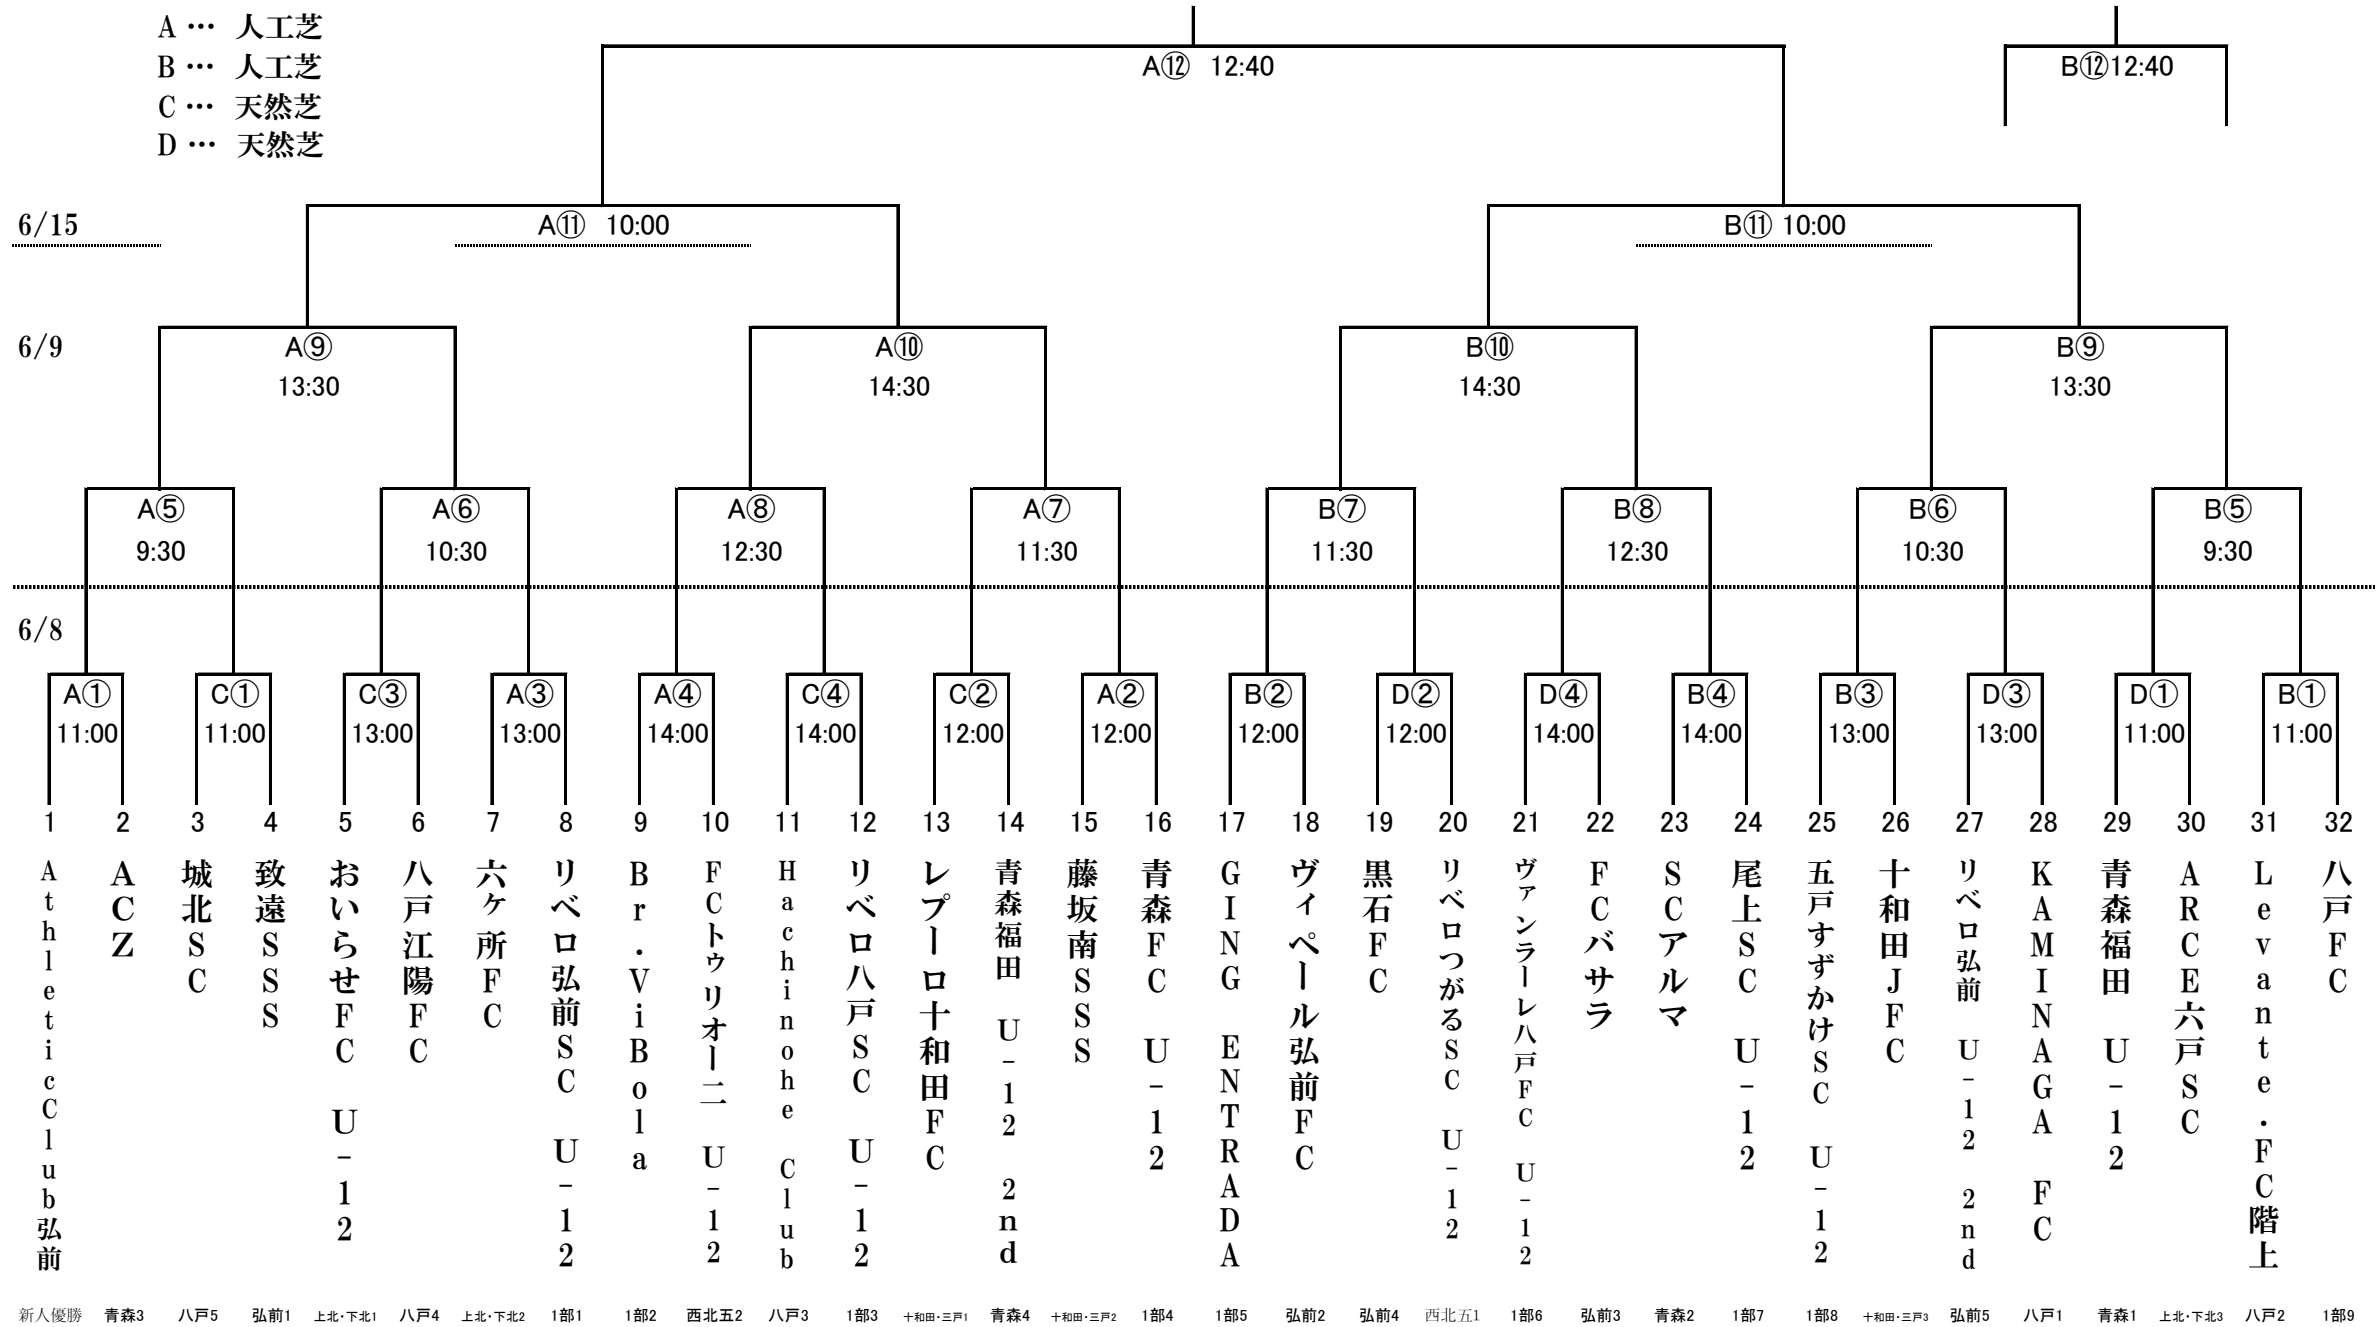 A … 人工芝
B … 人工芝
C … 天然芝
D … 天然芝
A⑫ 12:40
B⑫12:40
6/15
A⑪ 10:00
B⑪ 10:00
6/9
A⑨
13:30
A⑩
14:30
B⑩
14:30
B⑨
13:30
A⑤
9:30
A⑥
10:30
A⑧
12:30
A⑦
11:30
B⑦
11:30
B⑧
12:30
B⑥
10:30
B⑤
9:30
6/8
A①
11:00
C①
11:00
C③
13:00
A③
13:00
A④
14:00
C④
14:00
C②
12:00
A②
12:00
B②
12:00
D②
12:00
D④
14:00
B④
14:00
B③
13:00
D③
13:00
D①
11:00
B①
11:00
1 2 3 4 5 6 7 8 9 10 11 12 13 14 15 16 17 18 19 20 21 22 23 24 25 26 27 28 29 30 31 32
AthleticClub弘前
ACZ
城北SC
致遠SSS
おいらせFC U-12
八戸江陽FC
六ケ所FC
リベロ弘前SC U-12
Br.ViBola
FCトゥリオーニ U-12
Hachinohe Club
リベロ八戸SC U-12
レプーロ十和田FC
青森福田 U-12 2nd
藤坂南SSS
青森FC U-12
GING ENTRADA
ヴィペール弘前FC
黒石FC
リベロつがるSC U-12
ヴァンラーレ八戸FC U-12
FCバサラ
SCアルマ
尾上SC U-12
五戸すずかけSC U-12
十和田JFC
リベロ弘前 U-12 2nd
KAMINAGA FC
青森福田 U-12
ARCE六戸SC
Levante.FC階上
八戸FC
新人優勝 青森3 八戸5 弘前1 上北・下北1 八戸4 上北・下北2 1部1 1部2 西北五2 八戸3 1部3 十和田・三戸1 青森4 十和田・三戸2 1部4 1部5 弘前2 弘前4 西北五1 1部6 弘前3 青森2 1部7 1部8 十和田・三戸3 弘前5 八戸1 青森1 上北・下北3 八戸2 1部9